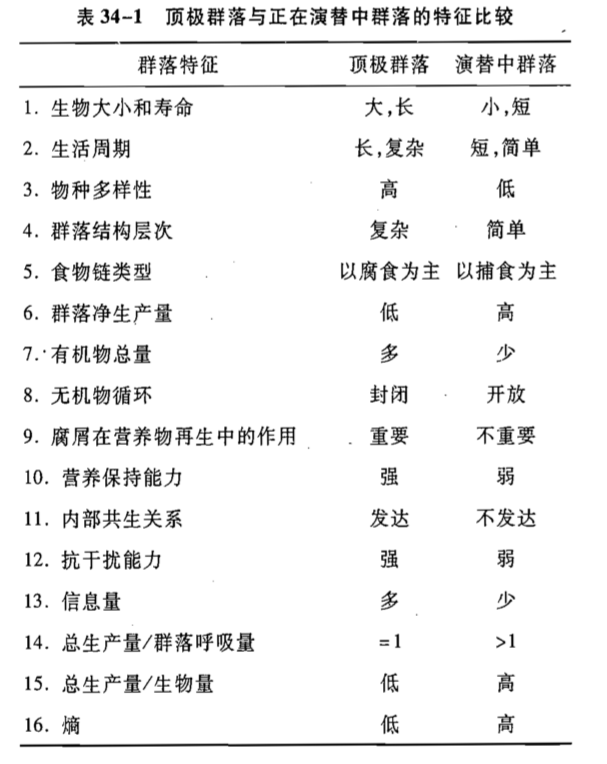 表 34-1 顶极群落与正在演替中群落的特征比较
群落特征 顶极群落 演替中群落
1. 生物大小和寿命 大,长 小,短
2. 生活周期 长,复杂 短,简单
3. 物种多样性 高 低
4. 群落结构层次 复杂 简单
5. 食物链类型 以腐食为主 以捕食为主
6. 群落净生产量 低 高
7. 有机物总量 多 少
8. 无机物循环 封闭 开放
9. 腐屑在营养物再生中的作用 重要 不重要
10. 营养保持能力 强 弱
11. 内部共生关系 发达 不发达
12. 抗干扰能力 强 弱
13. 信息量 多 少
14. 总生产量/群落呼吸量 =1 >1
15. 总生产量/生物量 低 高
16. 熵 低 高